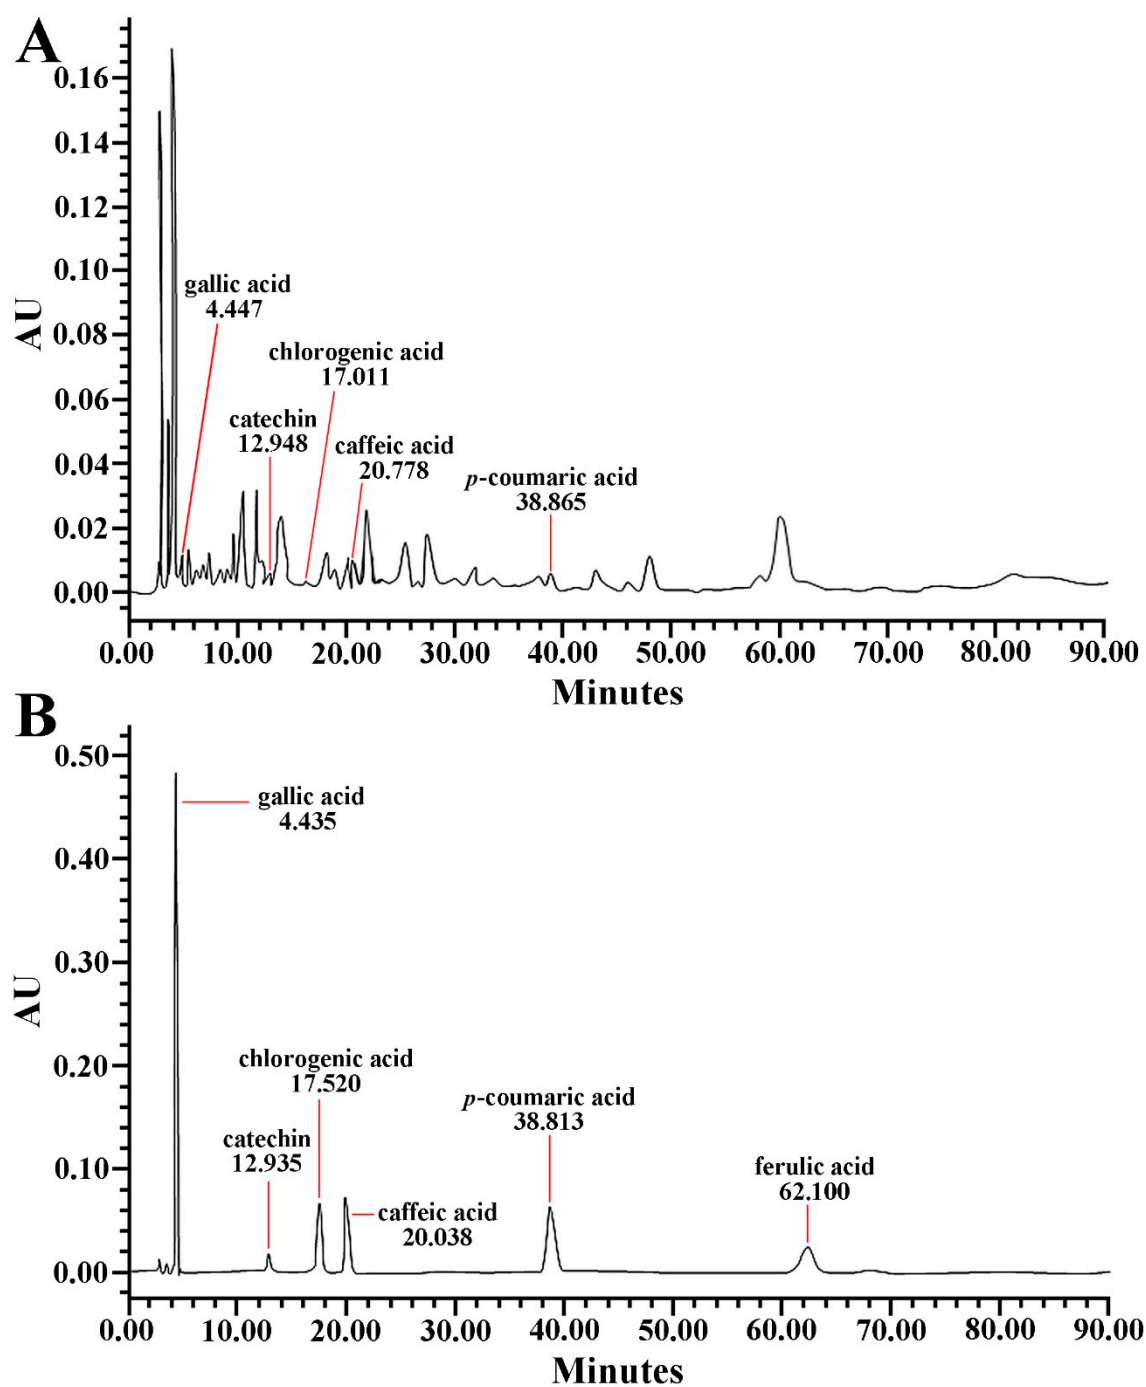 A
0.16
0.14
0.12
0.10
0.08
0.06
0.04
0.02
0.00
AU
gallic acid
4.447
chlorogenic acid
17.011
catechin
12.948
caffeic acid
20.778
p-coumaric acid
38.865
0.00 10.00 20.00 30.00 40.00 50.00 60.00 70.00 80.00 90.00
Minutes
B
0.50
0.40
0.30
0.20
0.10
0.00
AU
gallic acid
4.435
chlorogenic acid
17.520
catechin
12.935
caffeic acid
20.038
p-coumaric acid
38.813
ferulic acid
62.100
0.00 10.00 20.00 30.00 40.00 50.00 60.00 70.00 80.00 90.00
Minutes